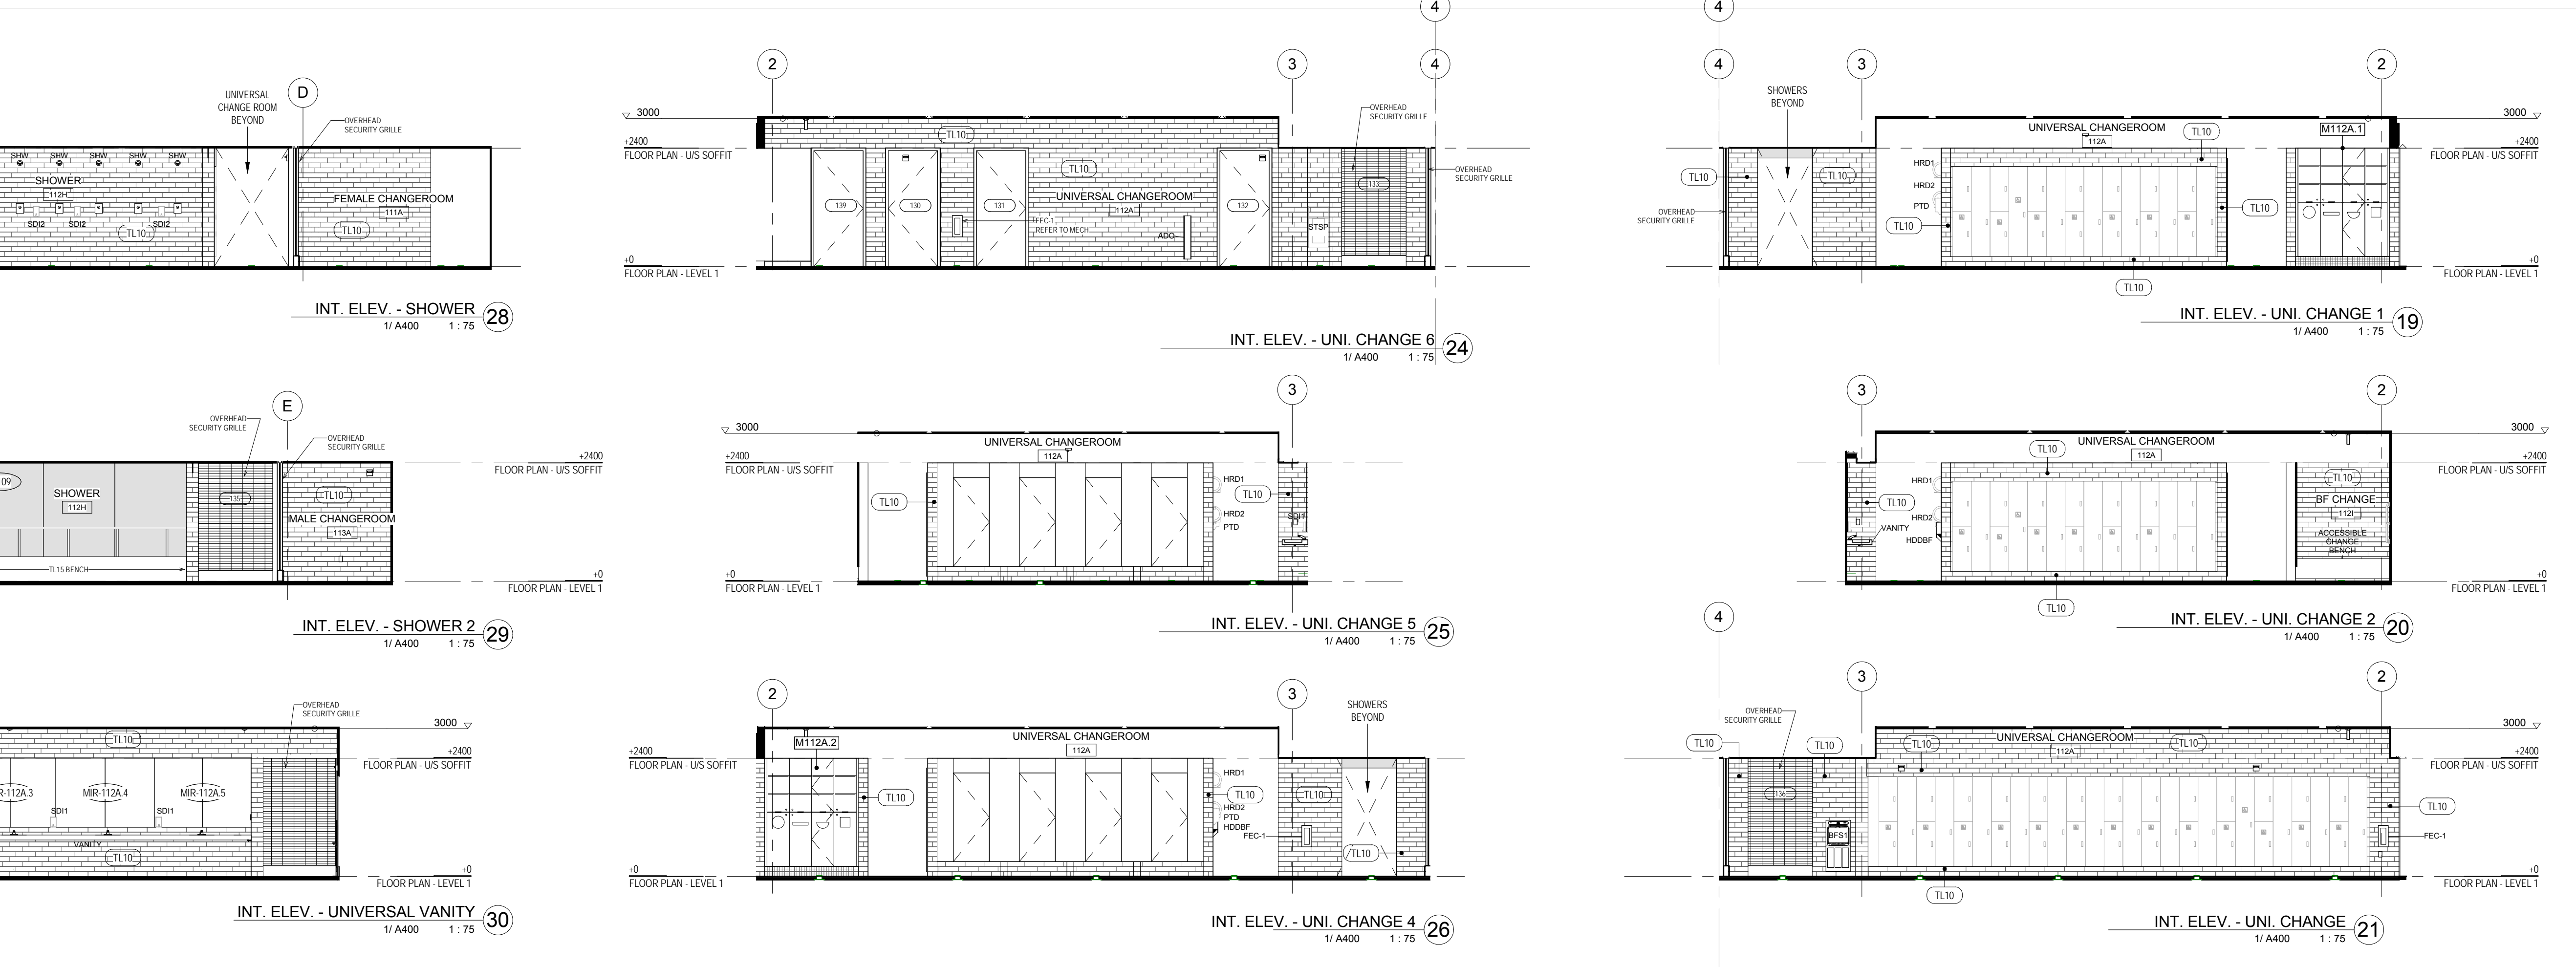 4
4
2
3
4
4
3
2
D
UNIVERSAL
CHANGE ROOM
BEYOND
OVERHEAD
SECURITY GRILLE
SHW
SHW
SHW
SHW
SHW
SHOWER
112H
SDI2
SDI2
SDI2
TL10
FEMALE CHANGEROOM
111A
TL10
INT. ELEV. - SHOWER
28
1/ A400
1 : 75
3000
+2400
FLOOR PLAN - U/S SOFFIT
+0
FLOOR PLAN - LEVEL 1
TL10
TL10
UNIVERSAL CHANGEROOM
112A
139
130
131
132
133
FEC-1
REFER TO MECH
ADO
STSP
OVERHEAD
SECURITY GRILLE
OVERHEAD
SECURITY GRILLE
INT. ELEV. - UNI. CHANGE 6
24
1/ A400
1 : 75
SHOWERS
BEYOND
TL10
TL10
OVERHEAD
SECURITY GRILLE
UNIVERSAL CHANGEROOM
112A
TL10
HRD1
HRD2
PTD
TL10
TL10
TL10
M112A.1
3000
+2400
FLOOR PLAN - U/S SOFFIT
+0
FLOOR PLAN - LEVEL 1
INT. ELEV. - UNI. CHANGE 1
19
1/ A400
1 : 75
E
OVERHEAD
SECURITY GRILLE
OVERHEAD
SECURITY GRILLE
09
SHOWER
112H
135
TL10
MALE CHANGEROOM
113A
TL15 BENCH
+2400
FLOOR PLAN - U/S SOFFIT
+0
FLOOR PLAN - LEVEL 1
INT. ELEV. - SHOWER 2
29
1/ A400
1 : 75
3
3000
+2400
FLOOR PLAN - U/S SOFFIT
+0
FLOOR PLAN - LEVEL 1
UNIVERSAL CHANGEROOM
112A
TL10
HRD1
HRD2
PTD
TL10
SDI1
INT. ELEV. - UNI. CHANGE 5
25
1/ A400
1 : 75
3
2
UNIVERSAL CHANGEROOM
112A
TL10
TL10
VANITY
HRD1
HRD2
HDDBF
TL10
BF CHANGE
112I
ACCESSIBLE
CHANGE
BENCH
TL10
3000
+2400
FLOOR PLAN - U/S SOFFIT
+0
FLOOR PLAN - LEVEL 1
INT. ELEV. - UNI. CHANGE 2
20
1/ A400
1 : 75
OVERHEAD
SECURITY GRILLE
3000
TL10
+2400
FLOOR PLAN - U/S SOFFIT
R-112A.3
MIR-112A.4
MIR-112A.5
SDI1
SDI1
VANITY
TL10
+0
FLOOR PLAN - LEVEL 1
INT. ELEV. - UNIVERSAL VANITY
30
1/ A400
1 : 75
2
3
SHOWERS
BEYOND
+2400
FLOOR PLAN - U/S SOFFIT
+0
FLOOR PLAN - LEVEL 1
M112A.2
UNIVERSAL CHANGEROOM
112A
TL10
HRD1
TL10
HRD2
PTD
HDDBF
FEC-1
TL10
TL10
INT. ELEV. - UNI. CHANGE 4
26
1/ A400
1 : 75
4
3
2
OVERHEAD
SECURITY GRILLE
TL10
TL10
TL10
UNIVERSAL CHANGEROOM
112A
TL10
136
BFS1
TL10
FEC-1
TL10
3000
+2400
FLOOR PLAN - U/S SOFFIT
+0
FLOOR PLAN - LEVEL 1
INT. ELEV. - UNI. CHANGE
21
1/ A400
1 : 75